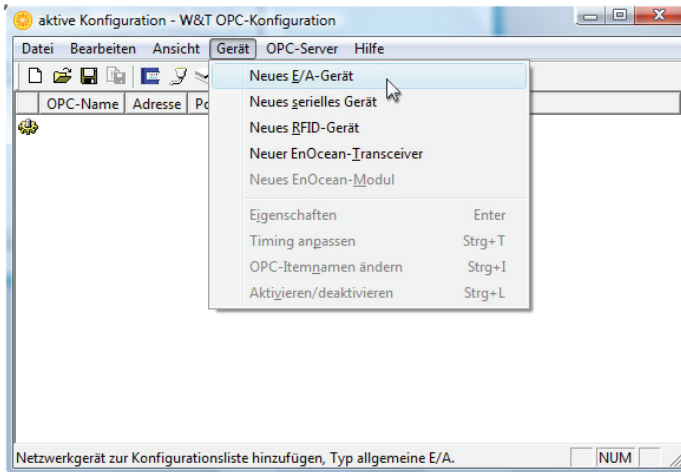 aktive Konfiguration - W&T OPC-Konfiguration
Datei Bearbeiten Ansicht Gerät OPC-Server Hilfe
OPC-Name Adresse Po
Neues E/A-Gerät
Neues serielles Gerät
Neues RFID-Gerät
Neuer EnOcean-Transceiver
Neues EnOcean-Modul
Eigenschaften Enter
Timing anpassen Strg+T
OPC-Itemnamen ändern Strg+I
Aktivieren/deaktivieren Strg+L
Netzwerkgerät zur Konfigurationsliste hinzufügen, Typ allgemeine E/A. NUM